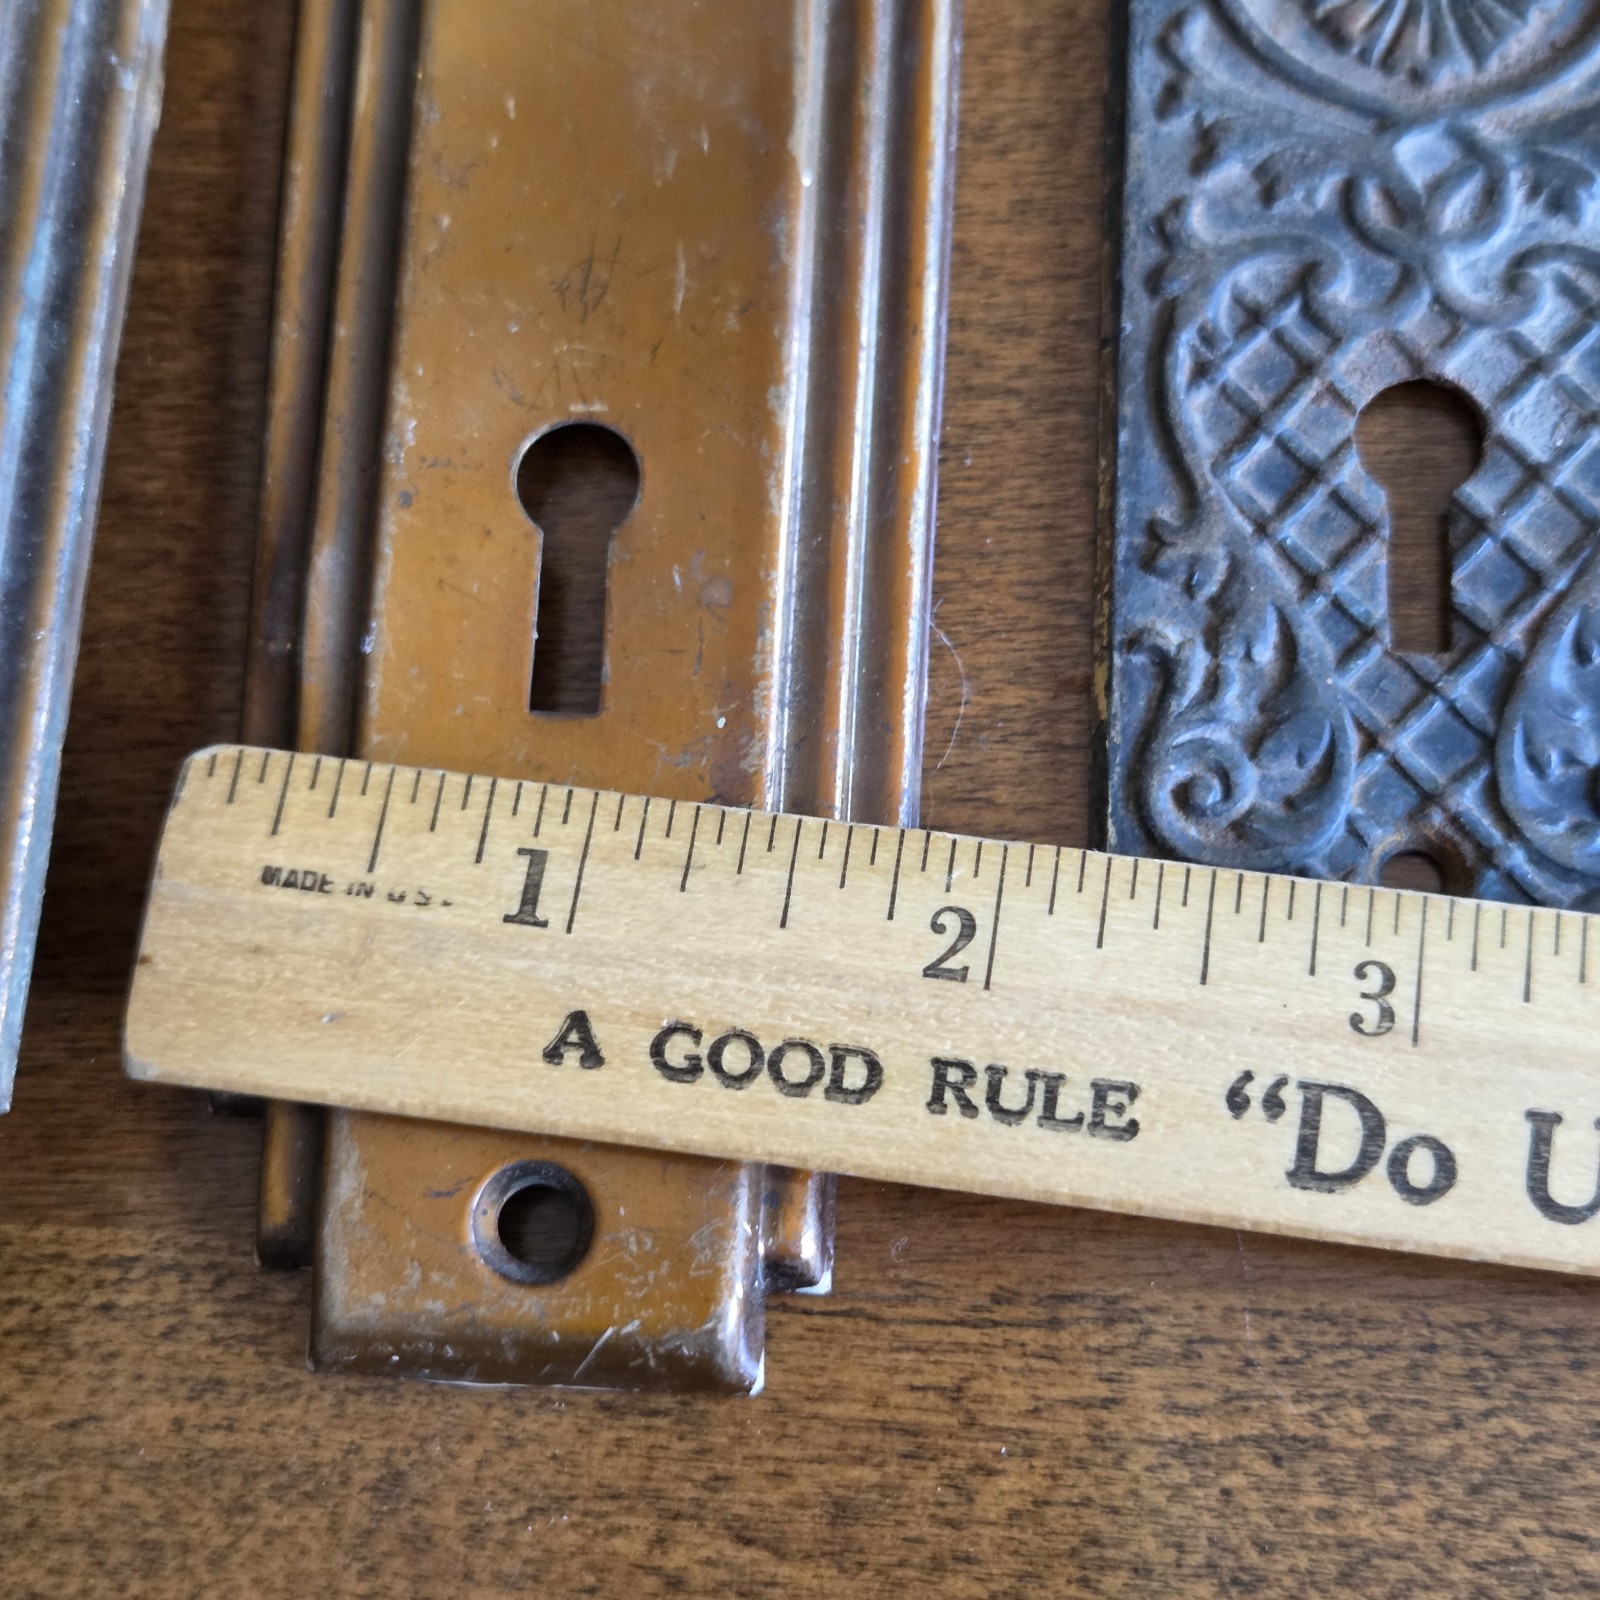 MADE IN U.S.
1 2 3
A GOOD RULE “DO U